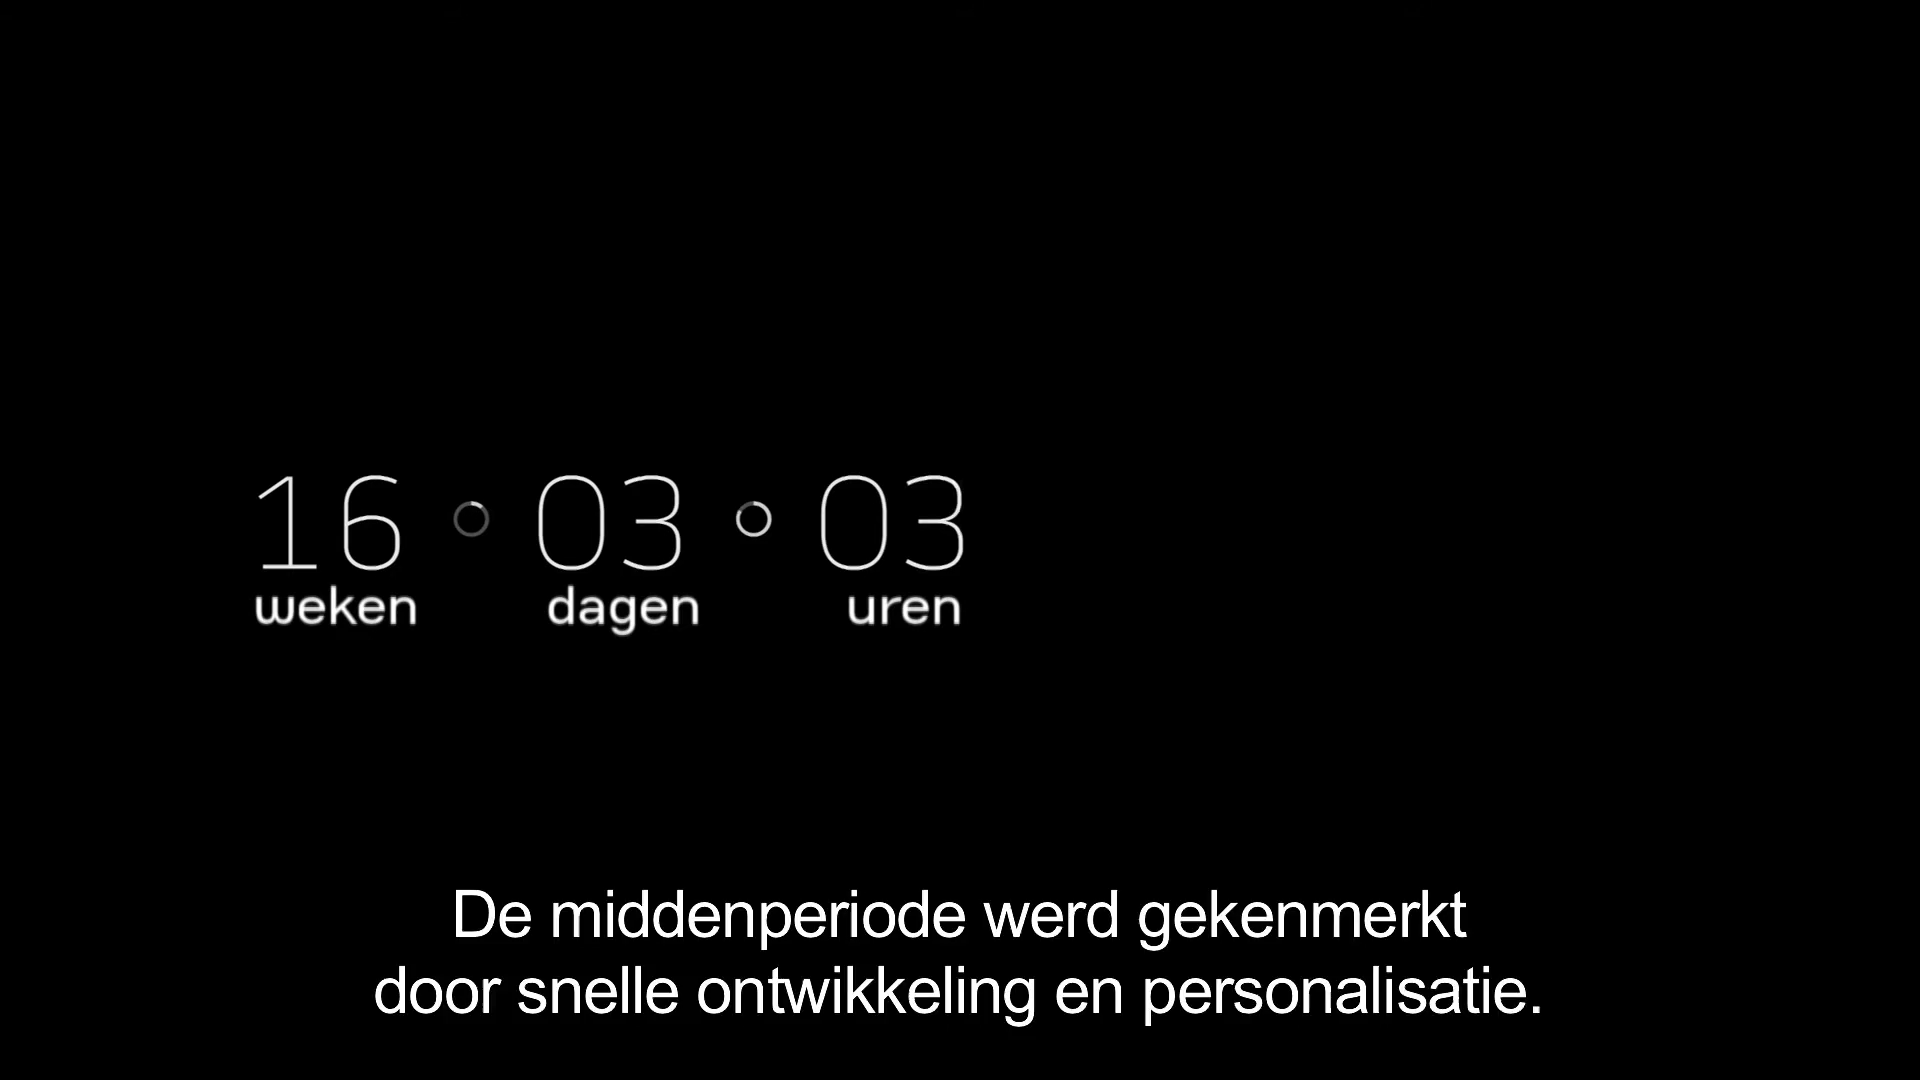 16 03 03
weken dagen uren
De middenperiode werd gekenmerkt
door snelle ontwikkeling en personalisatie.